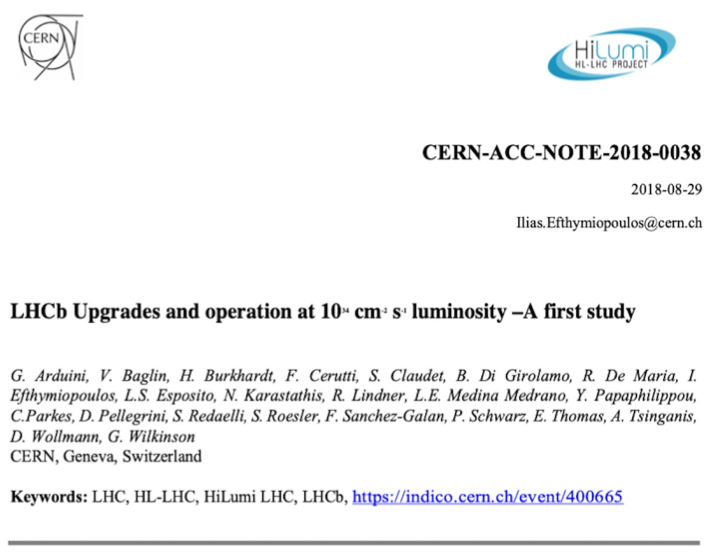 CERN
HiLumi
HL-LHC PROJECT
CERN-ACC-NOTE-2018-0038
2018-08-29
Ilias.Efthymiopoulos@cern.ch
LHCb Upgrades and operation at 10³⁴ cm⁻² s⁻¹ luminosity –A first study
G. Arduini, V. Baglin, H. Burkhardt, F. Cerutti, S. Claudet, B. Di Girolamo, R. De Maria, I.
Efthymiopoulos, L.S. Esposito, N. Karastathis, R. Lindner, L.E. Medina Medrano, Y. Papaphilippou,
C.Parkes, D. Pellegrini, S. Redaelli, S. Roesler, F. Sanchez-Galan, P. Schwarz, E. Thomas, A. Tsinganis,
D. Wollmann, G. Wilkinson
CERN, Geneva, Switzerland
Keywords: LHC, HL-LHC, HiLumi LHC, LHCb, https://indico.cern.ch/event/400665